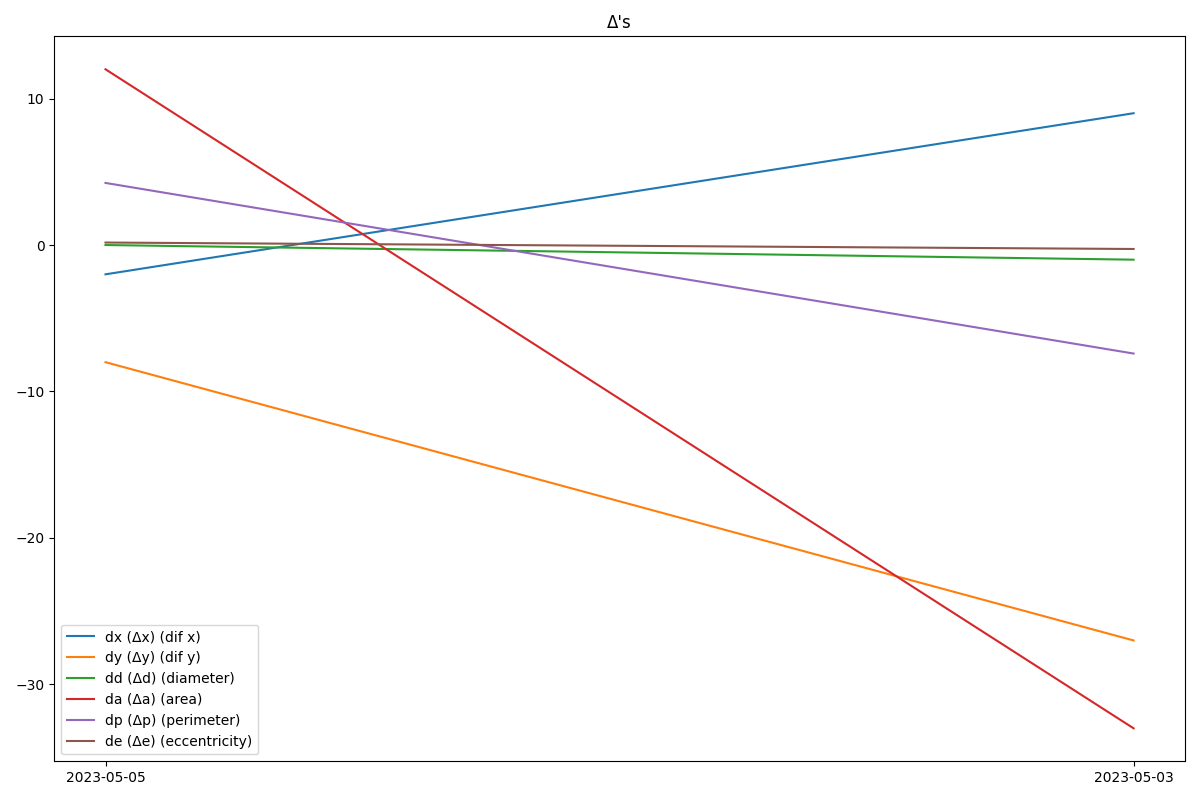 Δ's
10
0
−10
−20
−30
dx (Δx) (dif x)
dy (Δy) (dif y)
dd (Δd) (diameter)
da (Δa) (area)
dp (Δp) (perimeter)
de (Δe) (eccentricity)
2023-05-05
2023-05-03